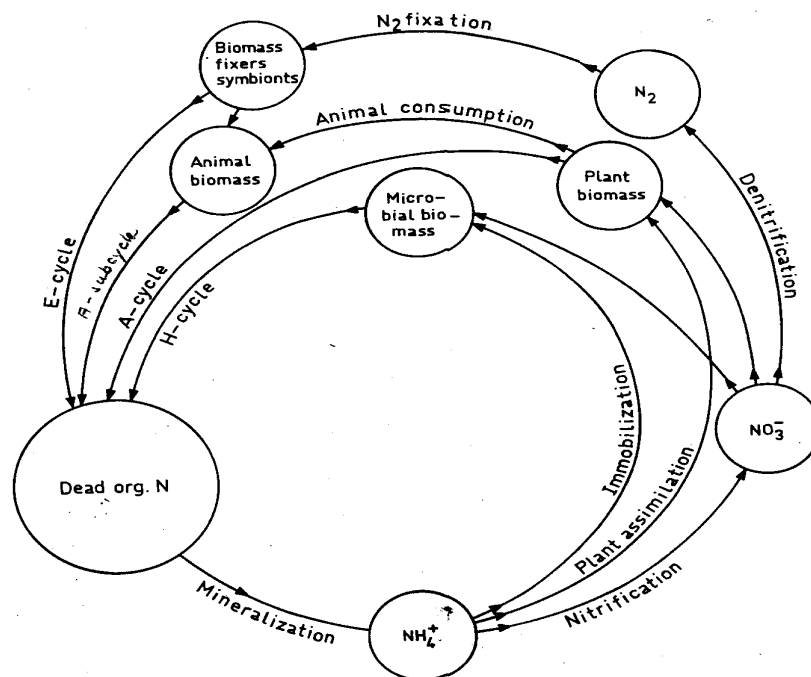 N₂ fixation
Biomass
fixers
symbionts
N₂
Animal consumption
Animal
biomass
Plant
biomass
Micro-
bial bio-
mass
Denitrification
E-cycle
A-subcycle
A-cycle
H-cycle
Immobilization
NO₃⁻
Dead org. N
Plant assimilation
Mineralization
NH₄⁺
Nitrification